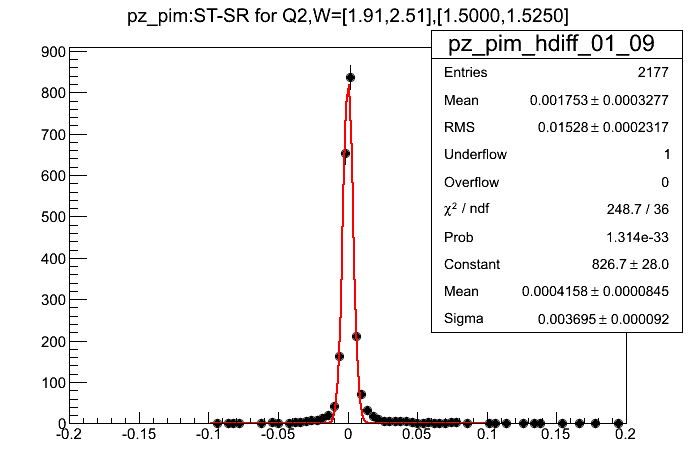 pz_pim:ST-SR for Q2,W=[1.91,2.51],[1.5000,1.5250]
pz_pim_hdiff_01_09
Entries 2177
Mean 0.001753 ± 0.0003277
RMS 0.01528 ± 0.0002317
Underflow 1
Overflow 0
χ² / ndf 248.7 / 36
Prob 1.314e-33
Constant 826.7 ± 28.0
Mean 0.0004158 ± 0.0000845
Sigma 0.003695 ± 0.000092
900
800
700
600
500
400
300
200
100
0
-0.2 -0.15 -0.1 -0.05 0 0.05 0.1 0.15 0.2